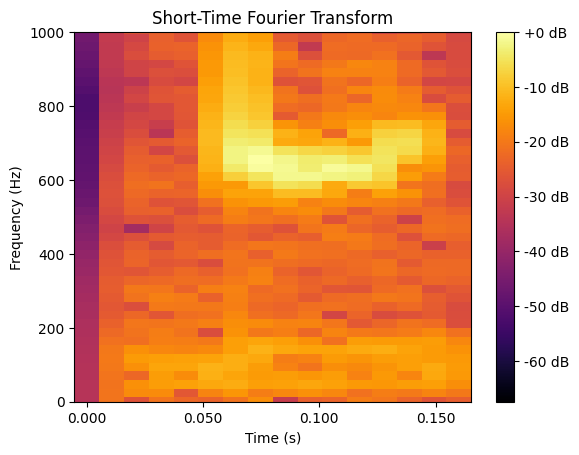 Short-Time Fourier Transform
1000
800
600
400
200
0
Frequency (Hz)
0.000
0.050
0.100
0.150
Time (s)
+0 dB
-10 dB
-20 dB
-30 dB
-40 dB
-50 dB
-60 dB